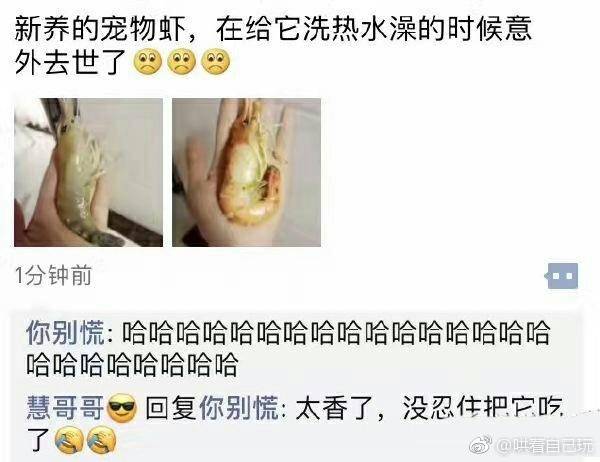 新养的宠物虾，在给它洗热水澡的时候意
外去世了
1分钟前
你别慌: 哈哈哈哈哈哈哈哈哈哈哈哈哈哈哈哈
哈哈哈哈哈哈哈哈
慧哥哥😎 回复你别慌: 太香了，没忍住把它吃
了
@哄看自己玩